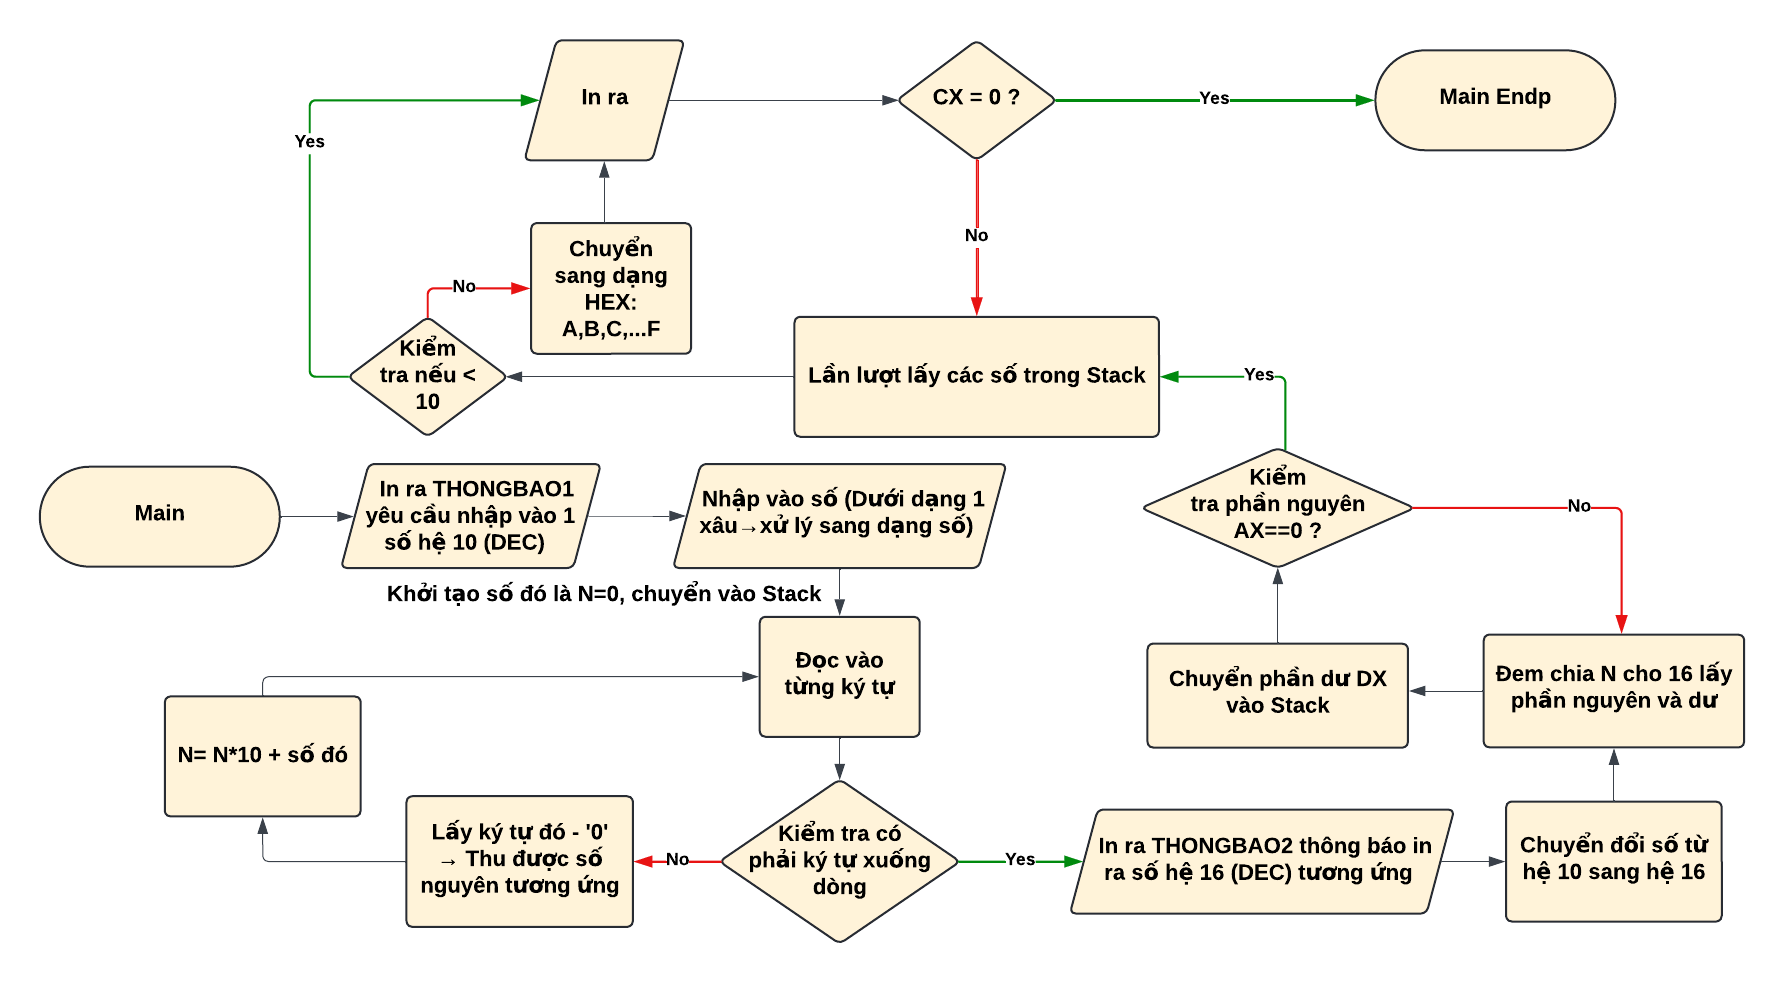 In ra
CX = 0 ?
Yes
Main Endp
Yes
No
Chuyển
sang dạng
HEX:
A,B,C,...F
No
Kiểm
tra nếu <
10
Lần lượt lấy các số trong Stack
Yes
Main
In ra THONGBAO1
yêu cầu nhập vào 1
số hệ 10 (DEC)
Nhập vào số (Dưới dạng 1
xâu→xử lý sang dạng số)
Kiểm
tra phần nguyên
AX==0 ?
No
Khởi tạo số đó là N=0, chuyển vào Stack
Đọc vào
từng ký tự
Chuyển phần dư DX
vào Stack
Đem chia N cho 16 lấy
phần nguyên và dư
N= N*10 + số đó
Lấy ký tự đó - '0'
→ Thu được số
nguyên tương ứng
No
Kiểm tra có
phải ký tự xuống
dòng
Yes
In ra THONGBAO2 thông báo in
ra số hệ 16 (DEC) tương ứng
Chuyển đổi số từ
hệ 10 sang hệ 16